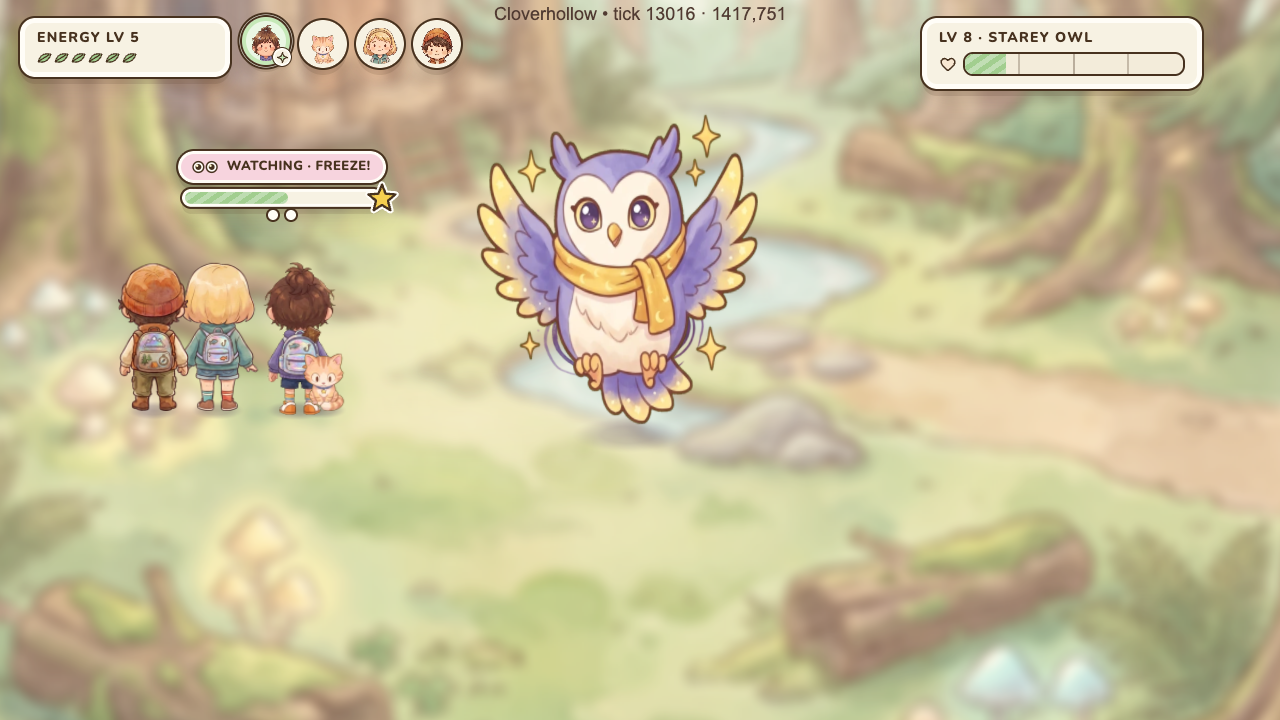 Cloverhollow • tick 13016 · 1417,751
ENERGY LV 5
LV 8 · STAREY OWL
WATCHING · FREEZE!